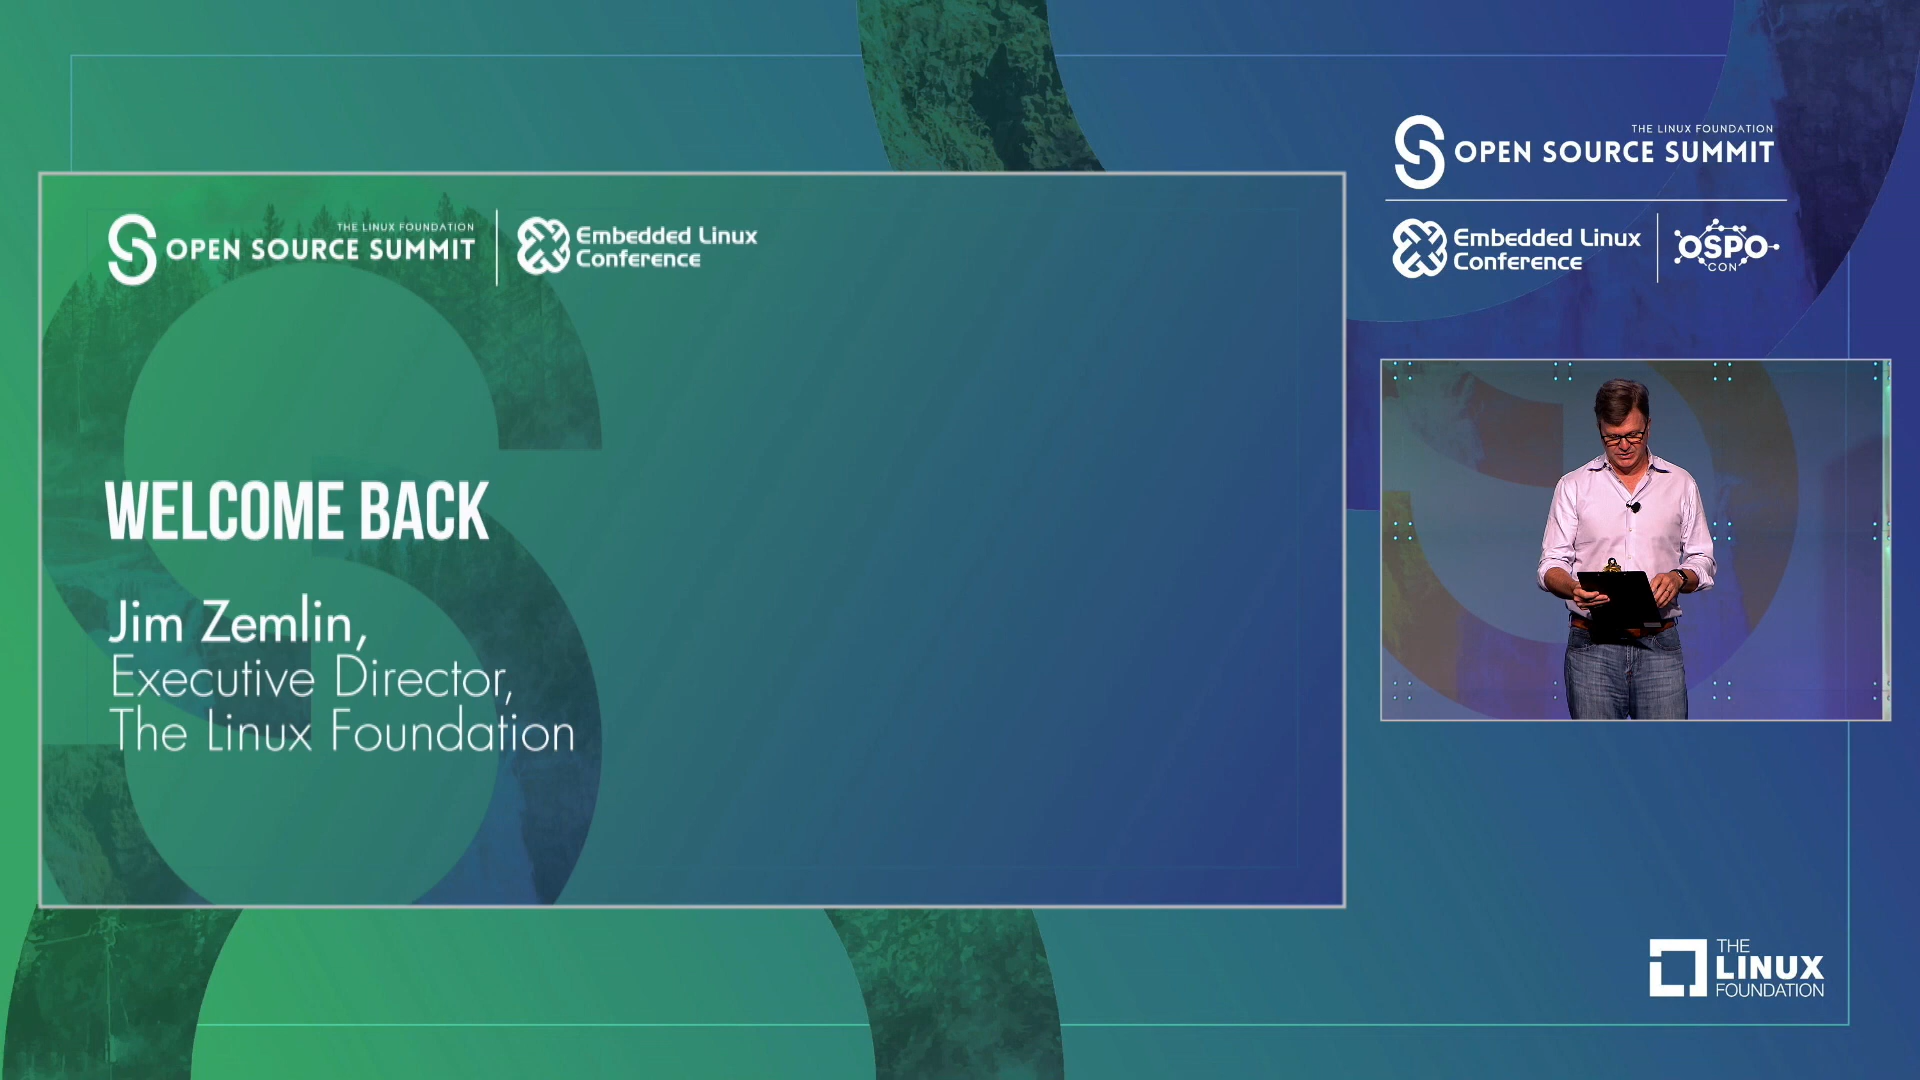 THE LINUX FOUNDATION
OPEN SOURCE SUMMIT
Embedded Linux
Conference
WELCOME BACK
Jim Zemlin,
Executive Director,
The Linux Foundation
THE LINUX FOUNDATION
OPEN SOURCE SUMMIT
Embedded Linux
Conference
OSPO
CON
THE
LINUX
FOUNDATION